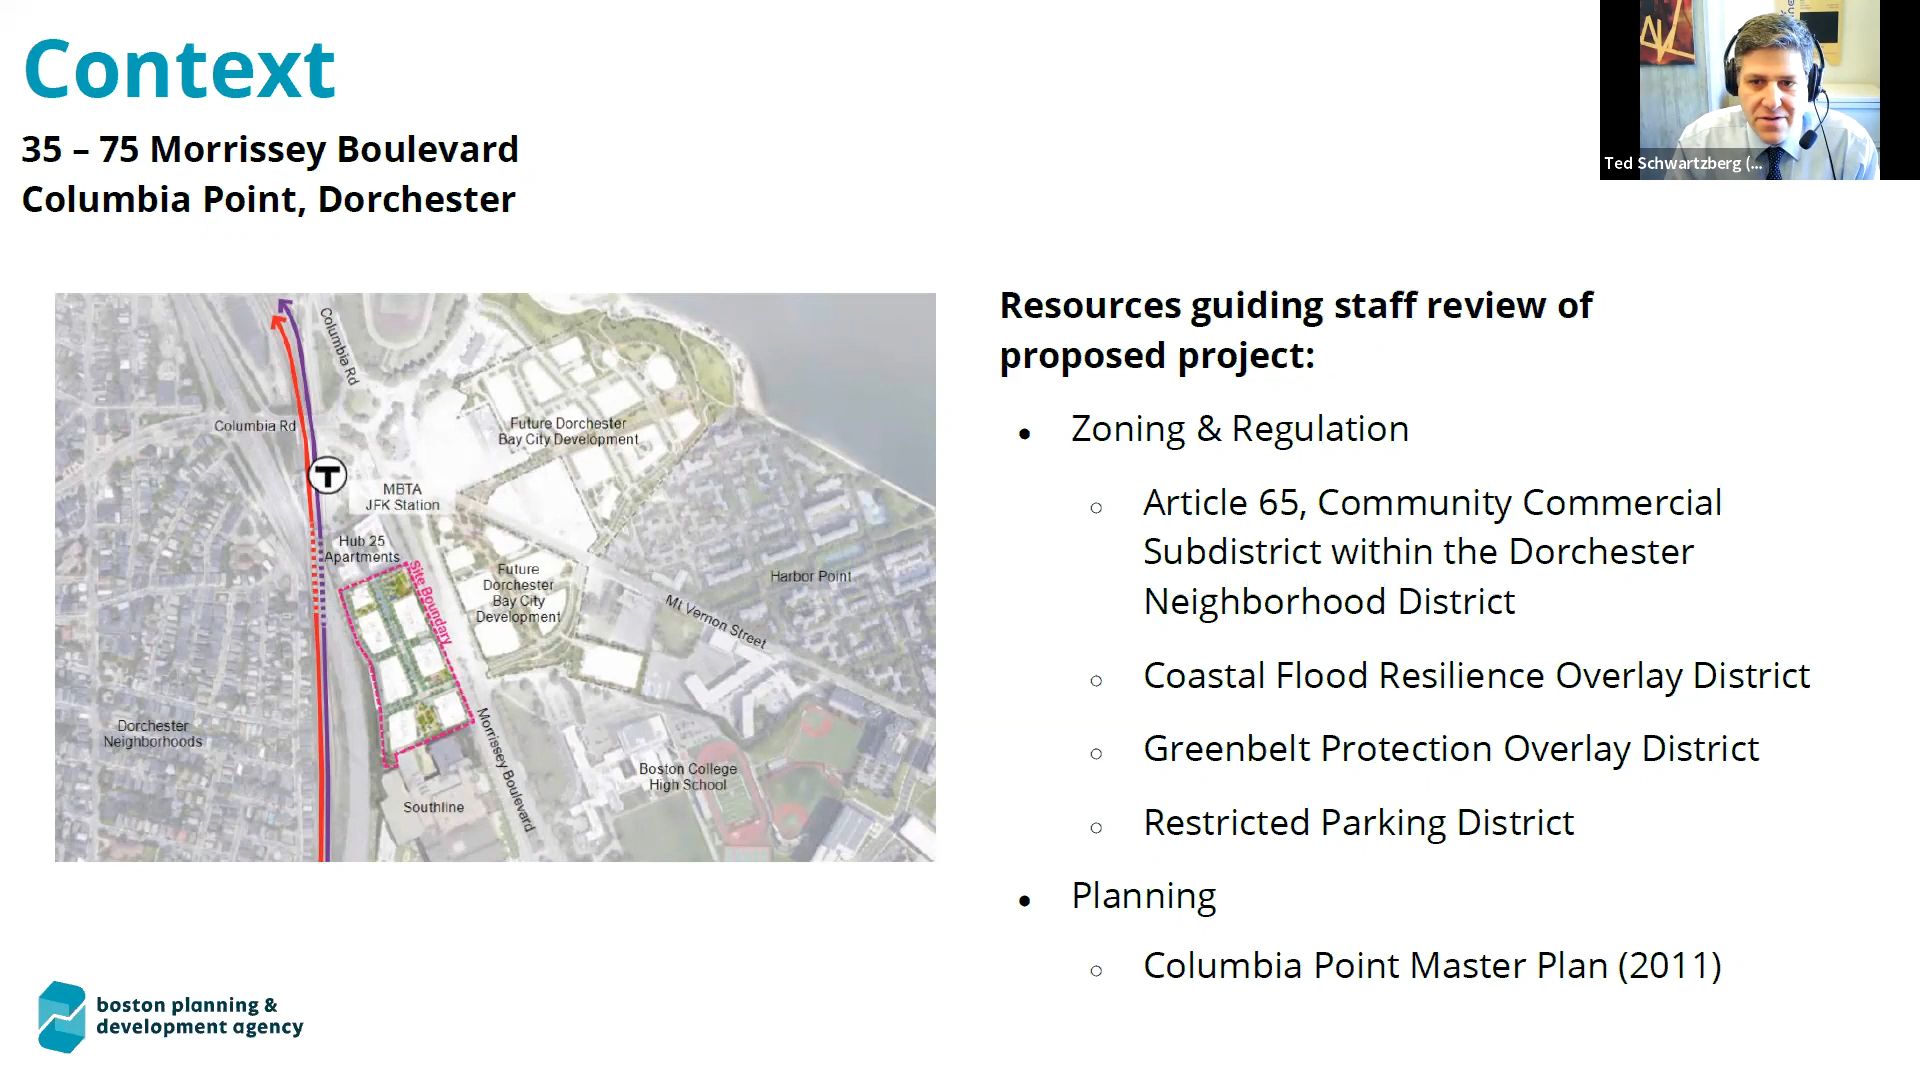 Context
35 – 75 Morrissey Boulevard
Columbia Point, Dorchester
Ted Schwartzberg (...
Columbia Rd
Columbia Rd
T
MBTA
JFK Station
Future Dorchester
Bay City Development
Hub 25
Apartments
Site Boundary
Future
Dorchester
Bay City
Development
Harbor Point
Mt Vernon Street
Dorchester
Neighborhoods
Morrissey Boulevard
Boston College
High School
Southline
Resources guiding staff review of
proposed project:
● Zoning & Regulation
○ Article 65, Community Commercial
Subdistrict within the Dorchester
Neighborhood District
○ Coastal Flood Resilience Overlay District
○ Greenbelt Protection Overlay District
○ Restricted Parking District
● Planning
○ Columbia Point Master Plan (2011)
boston planning &
development agency